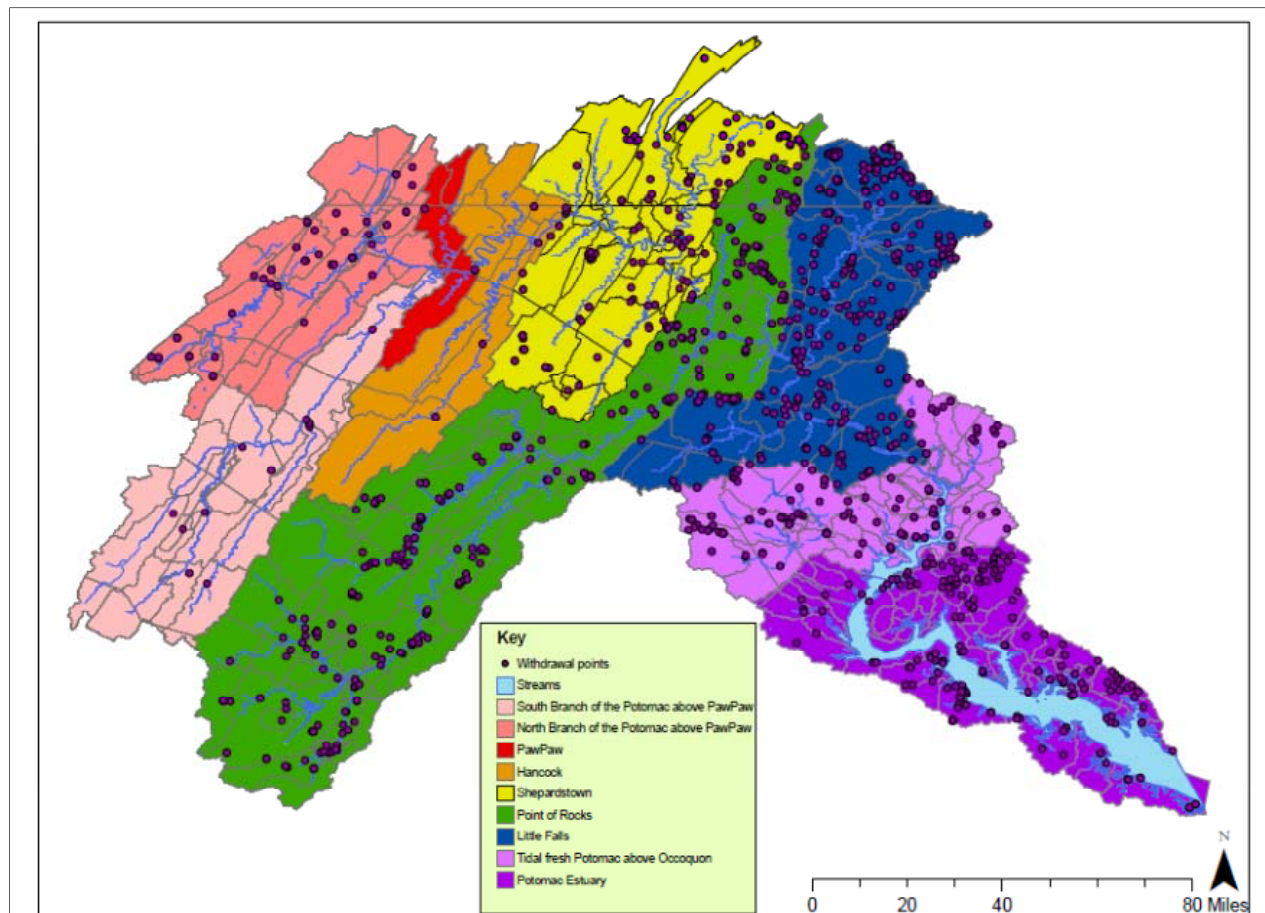 Key
Withdrawal points
Streams
South Branch of the Potomac above PawPaw
North Branch of the Potomac above PawPaw
PawPaw
Hancock
Shepardstown
Point of Rocks
Little Falls
Tidal fresh Potomac above Occoquon
Potomac Estuary
N
0 20 40 80 Miles